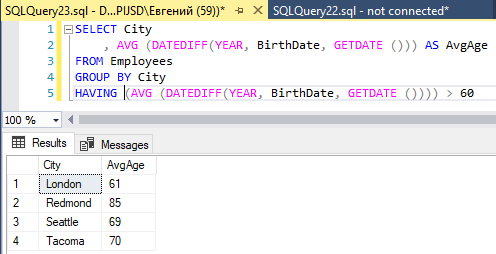 SQLQuery23.sql - D...PIJSD\Евгений (59))* SQLQuery22.sql - not connected*
1 SELECT City
2 , AVG (DATEDIFF(YEAR, BirthDate, GETDATE ())) AS AvgAge
3 FROM Employees
4 GROUP BY City
5 HAVING (AVG (DATEDIFF(YEAR, BirthDate, GETDATE ()))) > 60
100 %
Results Messages
City AvgAge
1 London 61
2 Redmond 85
3 Seattle 69
4 Tacoma 70